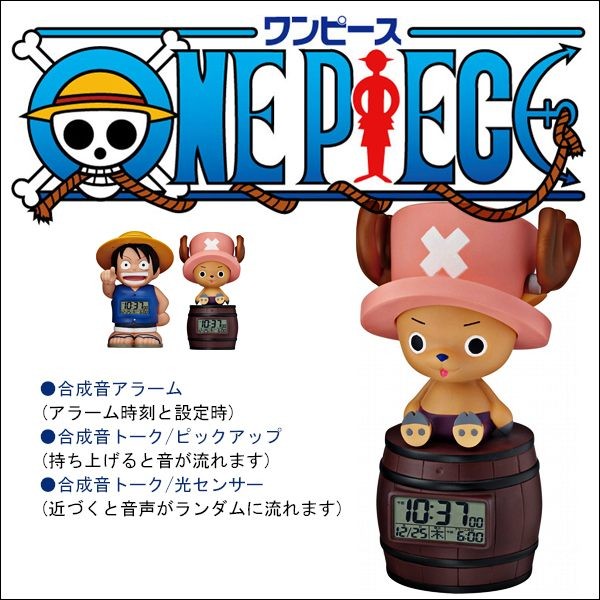 ワンピース
ONE PIECE
10:37
●合成音アラーム
(アラーム時刻と設定時)
●合成音トーク/ピックアップ
(持ち上げると音が流れます)
●合成音トーク/光センサー
(近づくと音声がランダムに流れます)
10:37 00
12/25 木 6:00